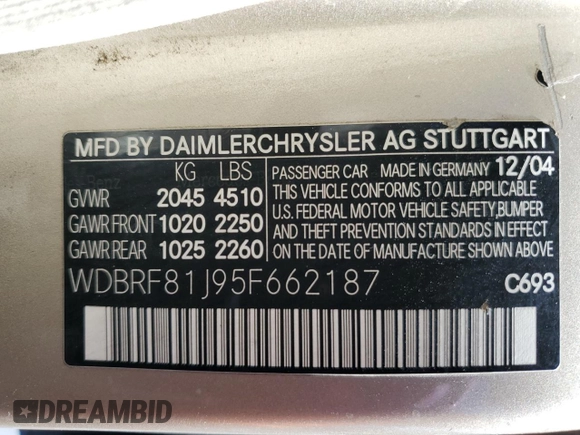 MFD BY DAIMLERCHRYSLER AG STUTTGART
KG LBS
GVWR 2045 4510
GAWR FRONT 1020 2250
GAWR REAR 1025 2260
PASSENGER CAR MADE IN GERMANY 12/04
THIS VEHICLE CONFORMS TO ALL APPLICABLE
U.S. FEDERAL MOTOR VEHICLE SAFETY,BUMPER
AND THEFT PREVENTION STANDARDS IN EFFECT
ON THE DATE OF MANUFACTURE SHOWN ABOVE.
WDBRF81J95F662187 C693
DREAMBID